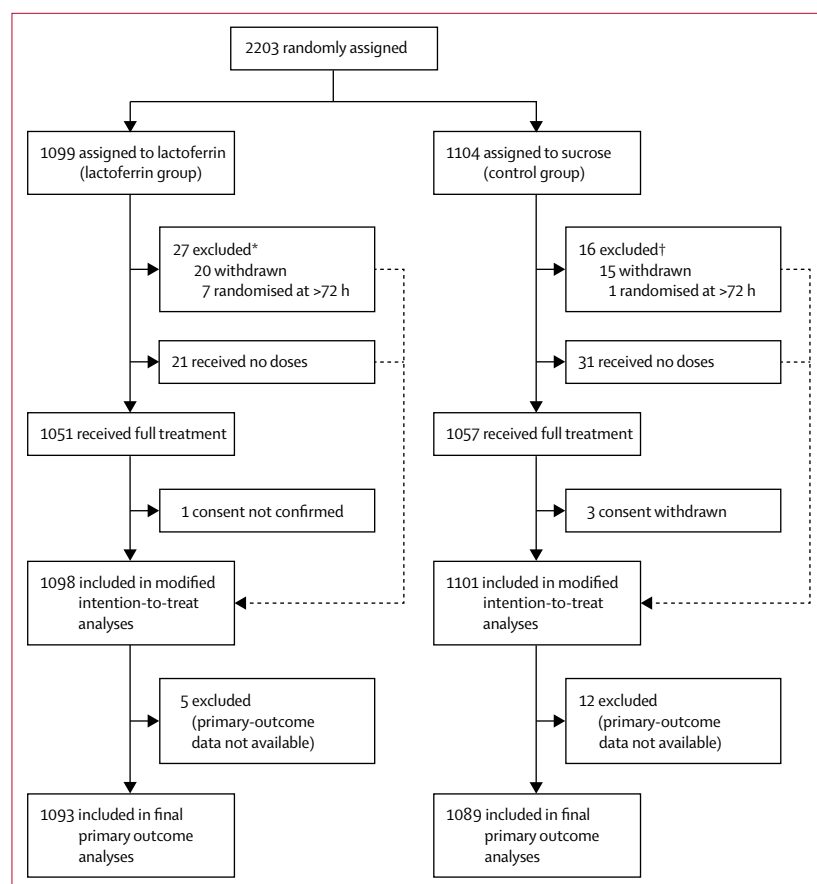 2203 randomly assigned
1099 assigned to lactoferrin
(lactoferrin group)
1104 assigned to sucrose
(control group)
27 excluded*
20 withdrawn
7 randomised at >72 h
16 excluded†
15 withdrawn
1 randomised at >72 h
21 received no doses
31 received no doses
1051 received full treatment
1057 received full treatment
1 consent not confirmed
3 consent withdrawn
1098 included in modified
intention-to-treat
analyses
1101 included in modified
intention-to-treat
analyses
5 excluded
(primary-outcome
data not available)
12 excluded
(primary-outcome
data not available)
1093 included in final
primary outcome
analyses
1089 included in final
primary outcome
analyses